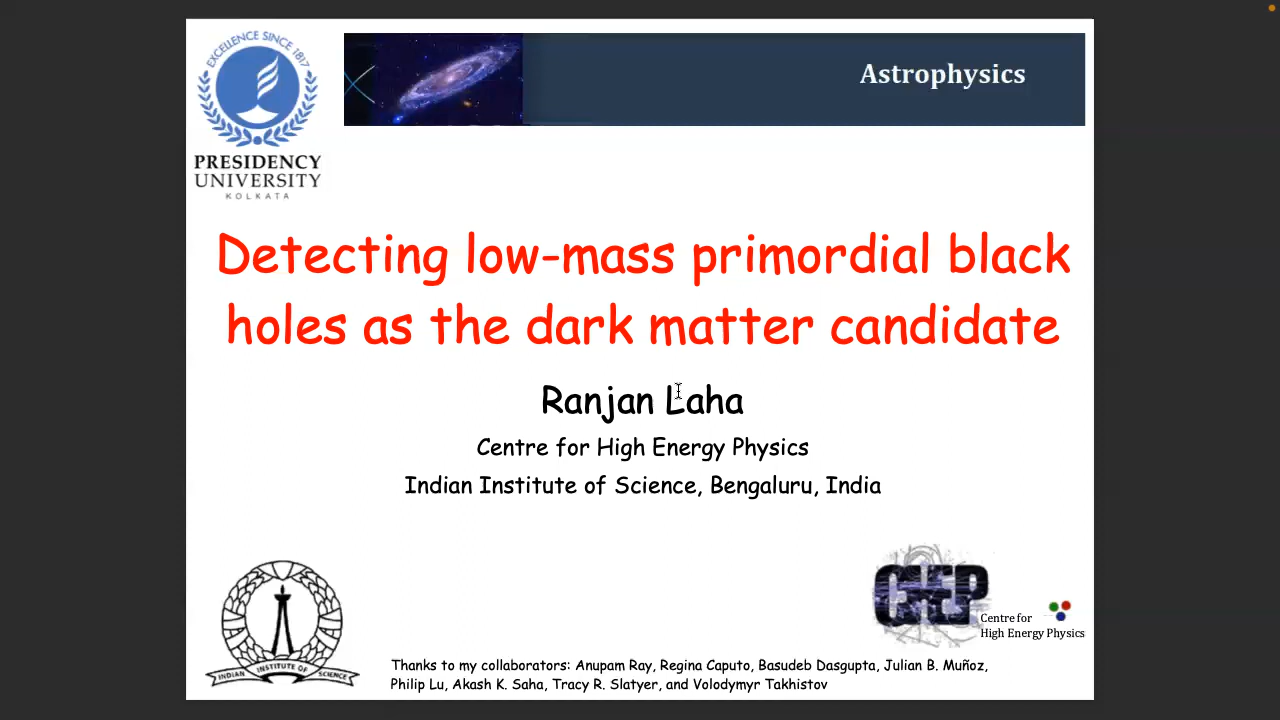 EXCELLENCE SINCE 1817
PRESIDENCY
UNIVERSITY
KOLKATA
Astrophysics
Detecting low-mass primordial black
holes as the dark matter candidate
Ranjan Laha
Centre for High Energy Physics
Indian Institute of Science, Bengaluru, India
INDIAN INSTITUTE OF SCIENCE
CHEP
Centre for
High Energy Physics
Thanks to my collaborators: Anupam Ray, Regina Caputo, Basudeb Dasgupta, Julian B. Muñoz,
Philip Lu, Akash K. Saha, Tracy R. Slatyer, and Volodymyr Takhistov